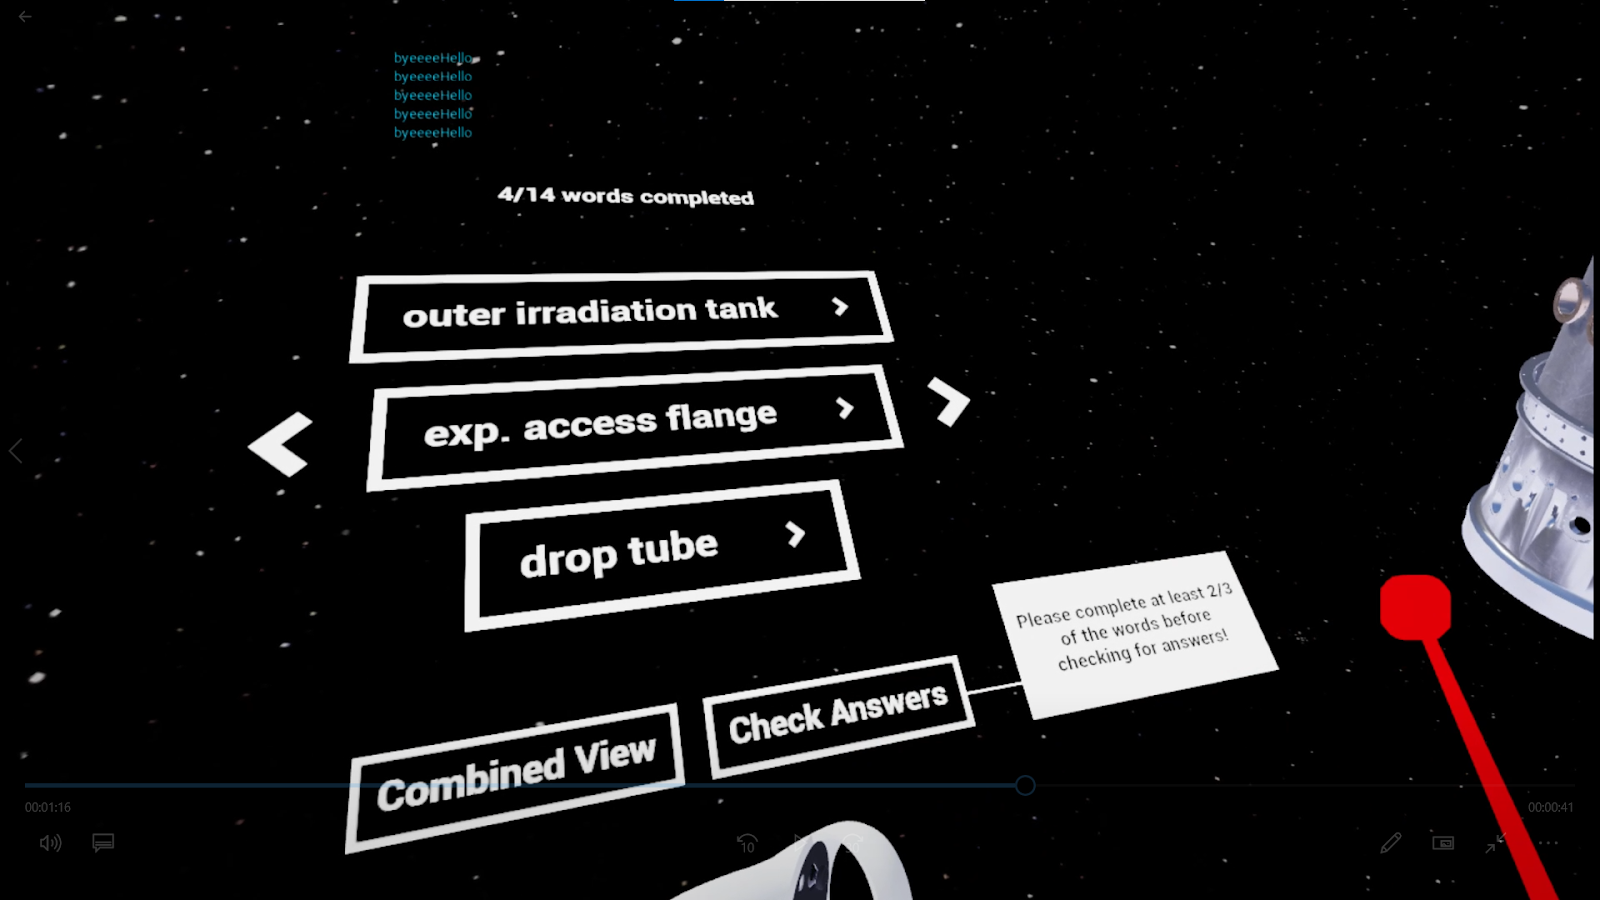 byeeeeHello
byeeeeHello
byeeeeHello
byeeeeHello
byeeeeHello
4/14 words completed
outer irradiation tank
exp. access flange
drop tube
Please complete at least 2/3
of the words before
checking for answers!
Check Answers
Combined View
00:01:16
00:00:41
10